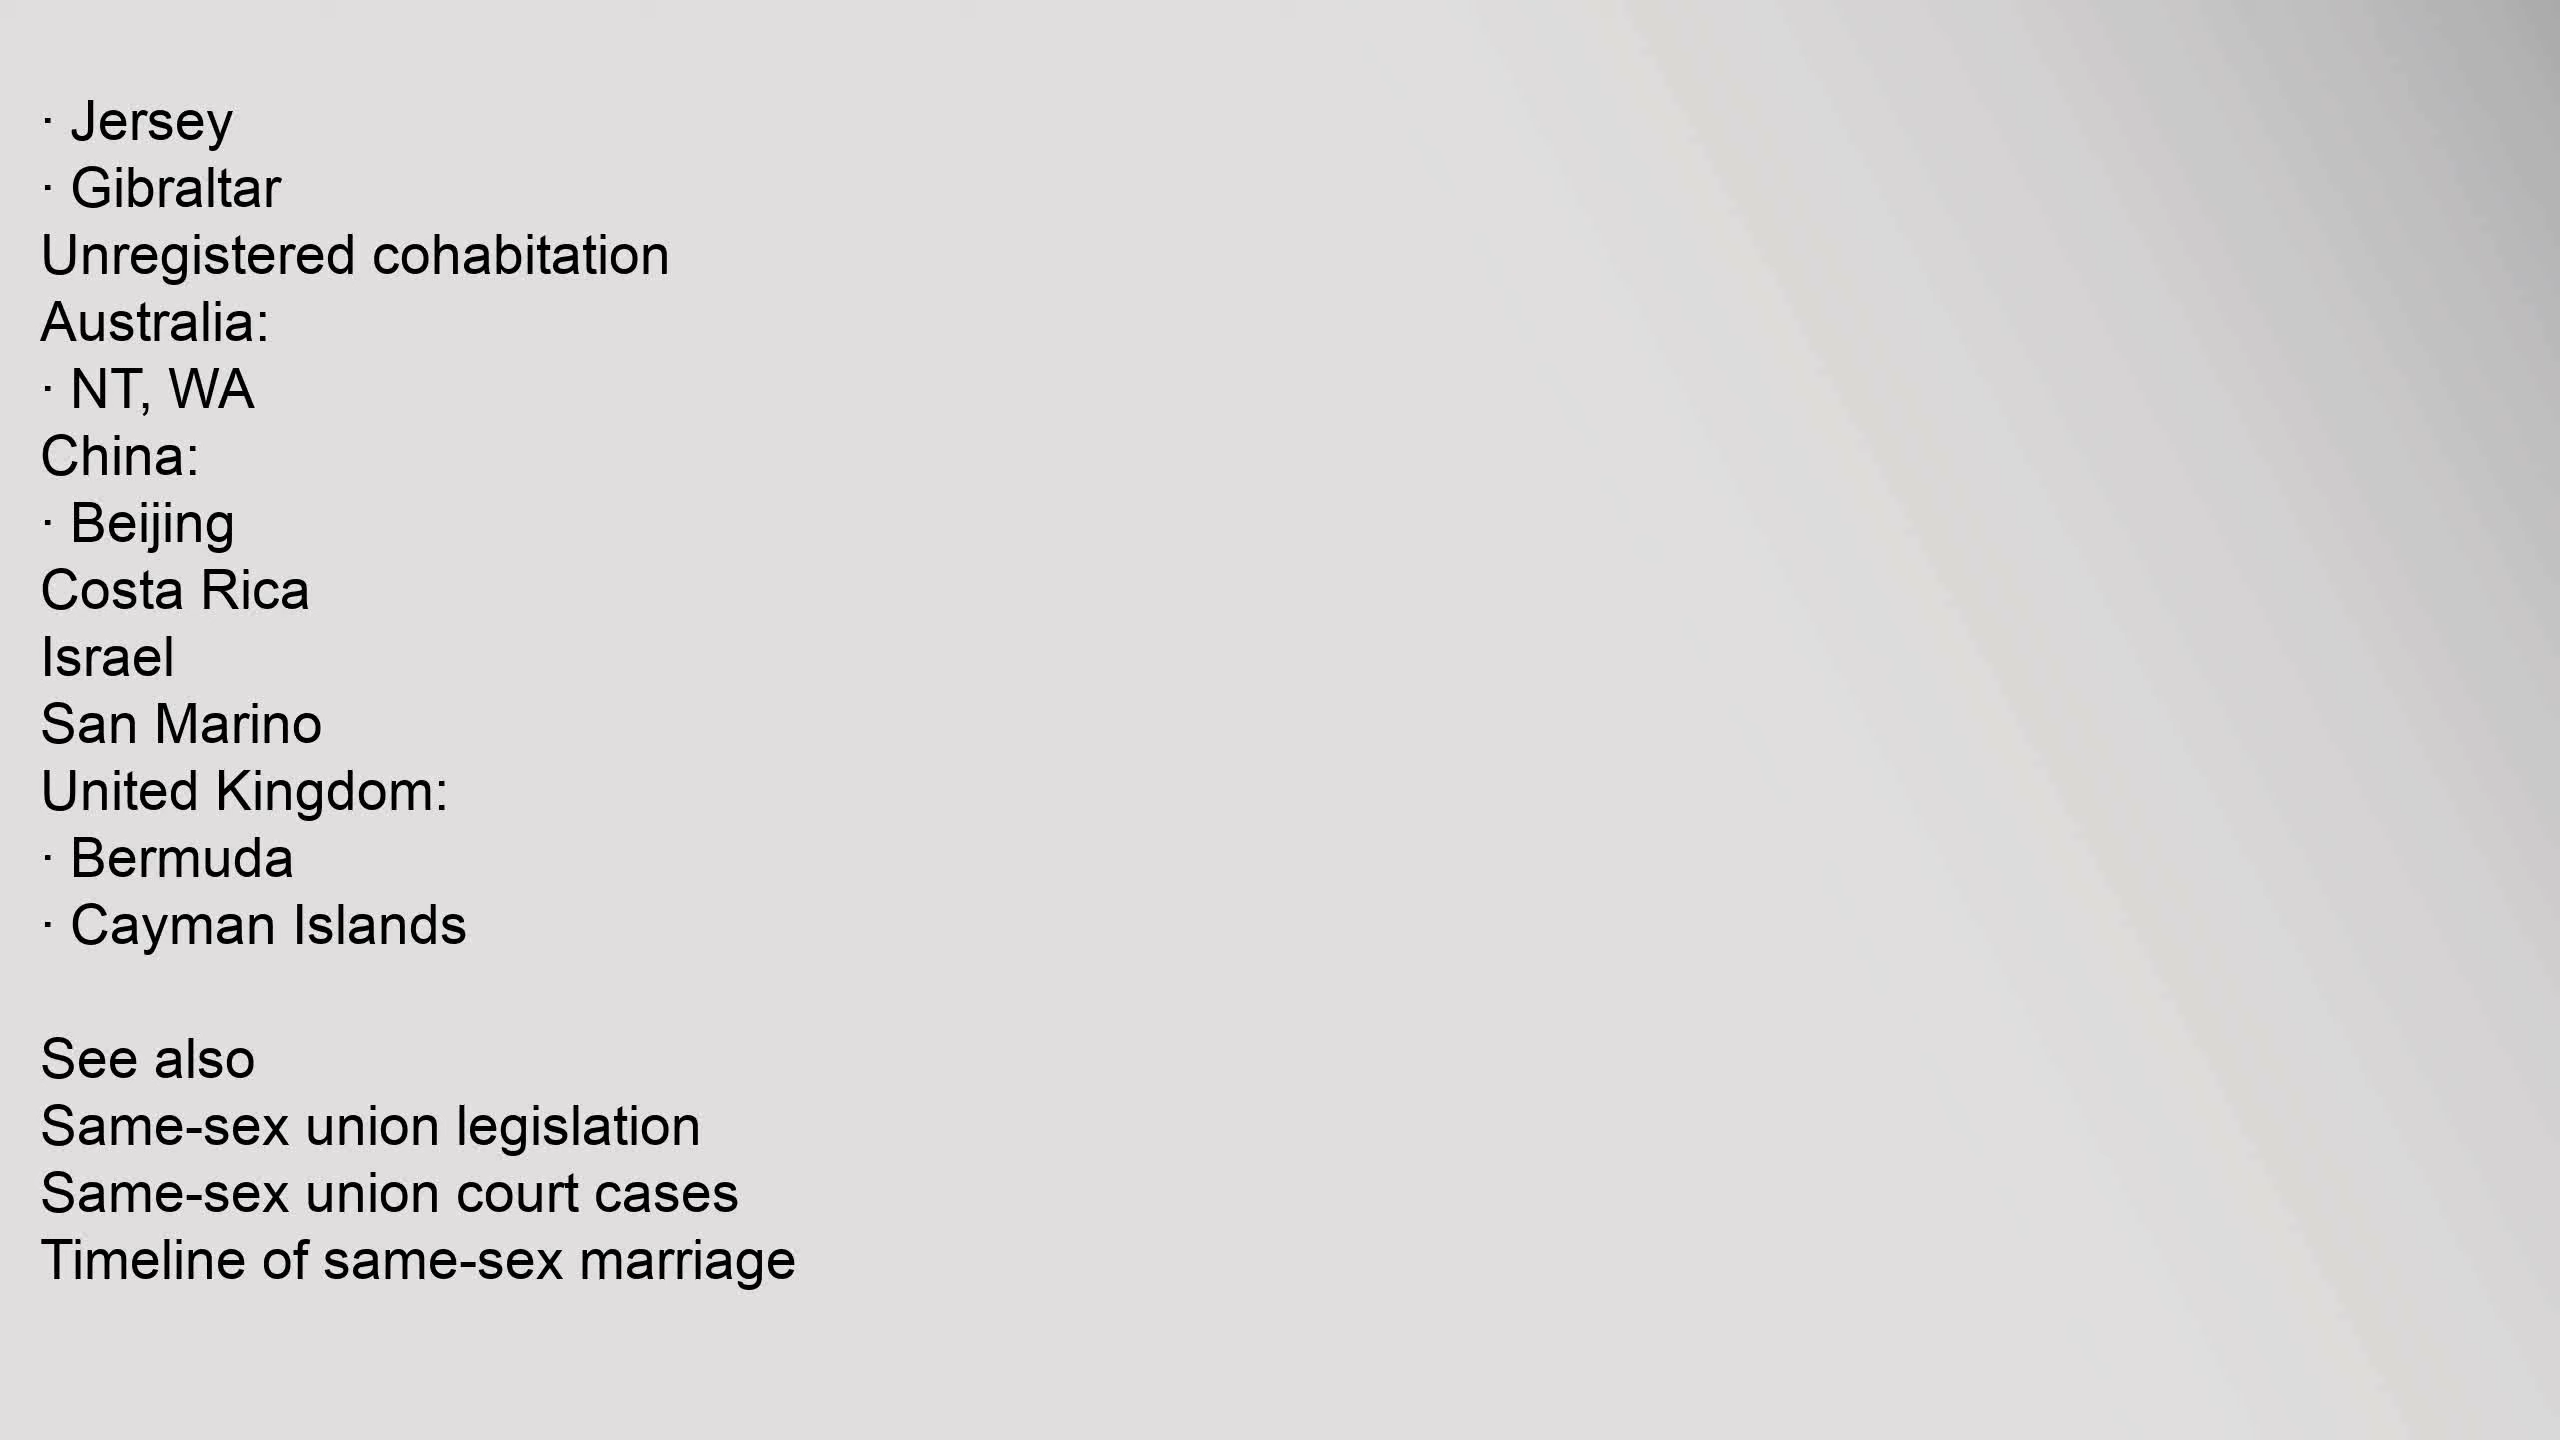 · Jersey
· Gibraltar
Unregistered cohabitation
Australia:
· NT, WA
China:
· Beijing
Costa Rica
Israel
San Marino
United Kingdom:
· Bermuda
· Cayman Islands
See also
Same-sex union legislation
Same-sex union court cases
Timeline of same-sex marriage